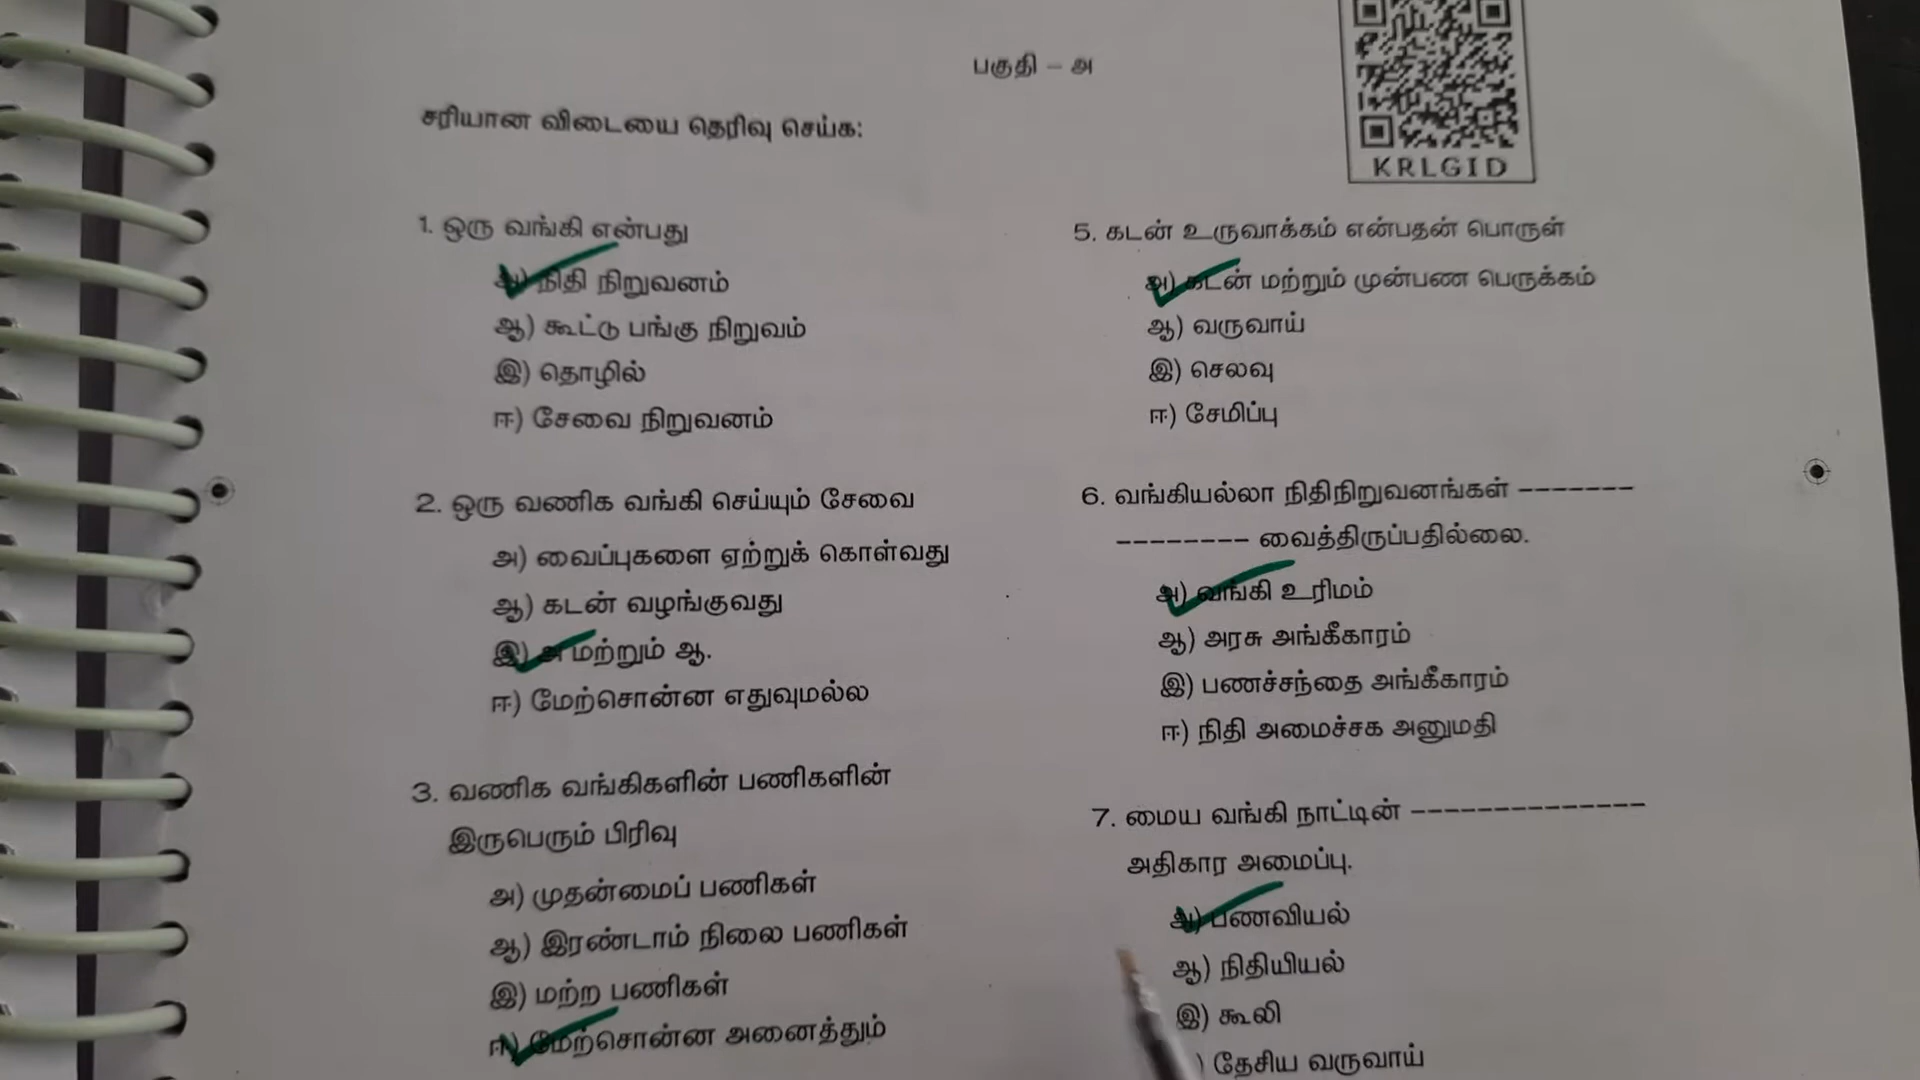 பகுதி – அ
KRLGID
சரியான விடையை தெரிவு செய்க:
1. ஒரு வங்கி என்பது
அ) நிதி நிறுவனம்
ஆ) கூட்டு பங்கு நிறுவம்
இ) தொழில்
ஈ) சேவை நிறுவனம்
2. ஒரு வணிக வங்கி செய்யும் சேவை
அ) வைப்புகளை ஏற்றுக் கொள்வது
ஆ) கடன் வழங்குவது
இ) அ மற்றும் ஆ.
ஈ) மேற்சொன்ன எதுவுமல்ல
3. வணிக வங்கிகளின் பணிகளின்
இருபெரும் பிரிவு
அ) முதன்மைப் பணிகள்
ஆ) இரண்டாம் நிலை பணிகள்
இ) மற்ற பணிகள்
ஈ) மேற்சொன்ன அனைத்தும்
5. கடன் உருவாக்கம் என்பதன் பொருள்
அ) கடன் மற்றும் முன்பண பெருக்கம்
ஆ) வருவாய்
இ) செலவு
ஈ) சேமிப்பு
6. வங்கியல்லா நிதிநிறுவனங்கள் -------
-------- வைத்திருப்பதில்லை.
அ) வங்கி உரிமம்
ஆ) அரசு அங்கீகாரம்
இ) பணச்சந்தை அங்கீகாரம்
ஈ) நிதி அமைச்சக அனுமதி
7. மைய வங்கி நாட்டின் --------------
அதிகார அமைப்பு.
அ) பணவியல்
ஆ) நிதியியல்
இ) கூலி
) தேசிய வருவாய்